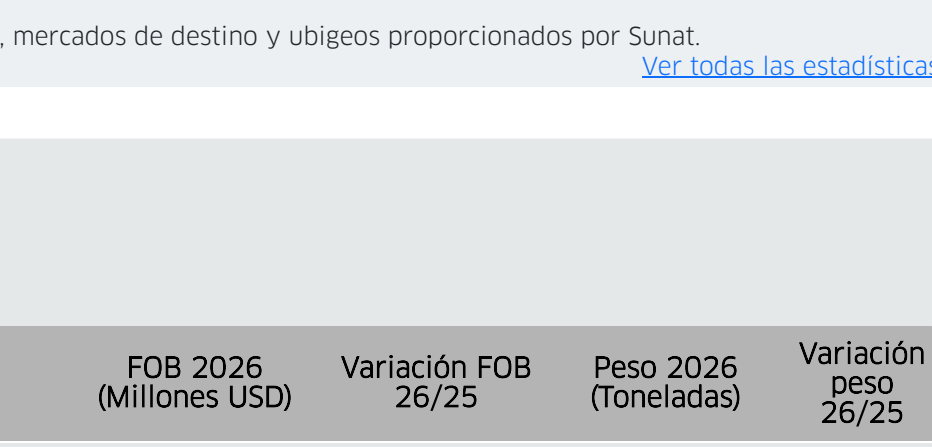 , mercados de destino y ubigeos proporcionados por Sunat.
Ver todas las estadísticas
FOB 2026
(Millones USD)
Variación FOB
26/25
Peso 2026
(Toneladas)
Variación
peso
26/25